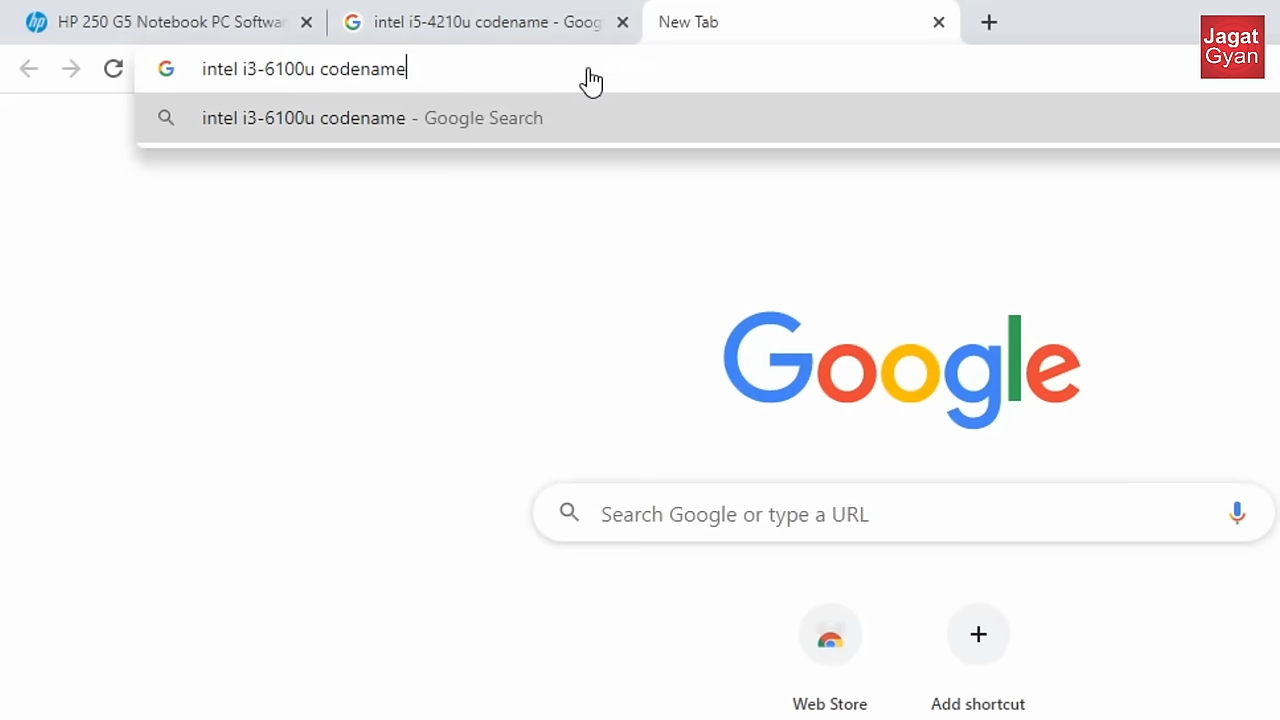 HP 250 G5 Notebook PC Softwar
intel i5-4210u codename - Goog
New Tab
Jagat
Gyan
intel i3-6100u codename
intel i3-6100u codename - Google Search
Google
Search Google or type a URL
Web Store
Add shortcut